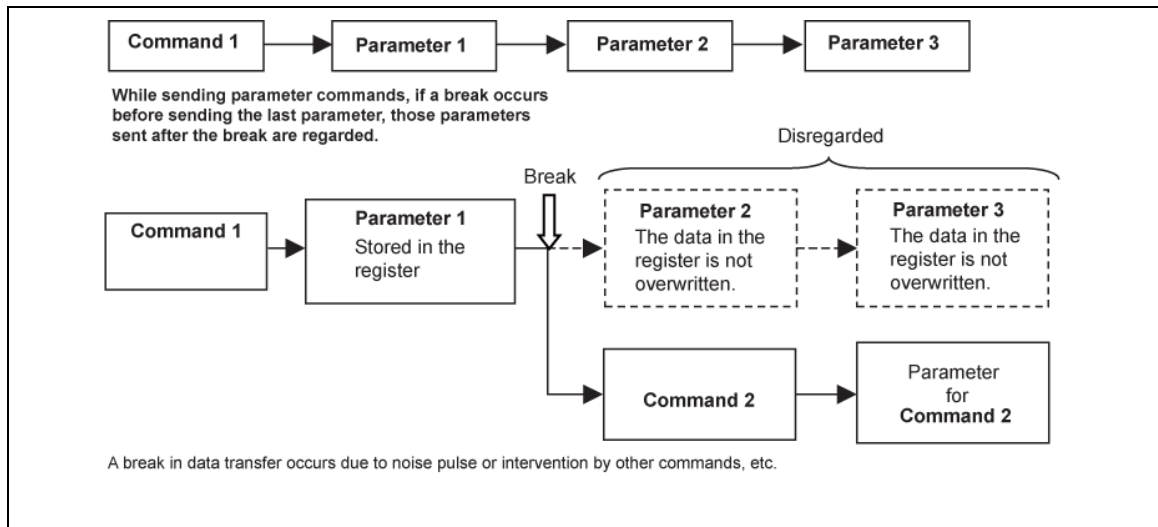 Command 1
Parameter 1
Parameter 2
Parameter 3
While sending parameter commands, if a break occurs
before sending the last parameter, those parameters
sent after the break are regarded.
Disregarded
Break
Command 1
Parameter 1
Stored in the
register
Parameter 2
The data in the
register is not
overwritten.
Parameter 3
The data in the
register is not
overwritten.
Command 2
Parameter
for
Command 2
A break in data transfer occurs due to noise pulse or intervention by other commands, etc.